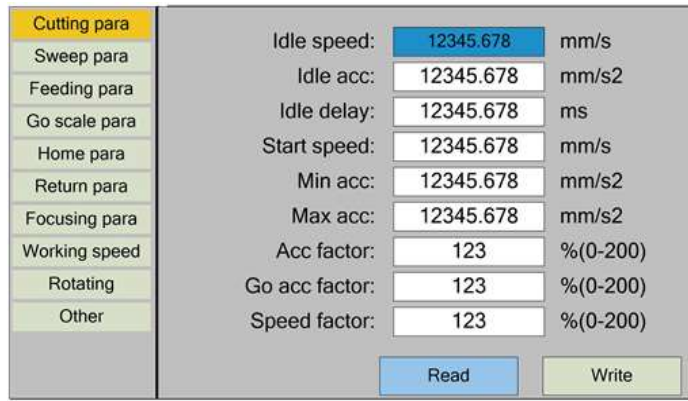 Cutting para
Sweep para
Feeding para
Go scale para
Home para
Return para
Focusing para
Working speed
Rotating
Other
Idle speed: 12345.678 mm/s
Idle acc: 12345.678 mm/s2
Idle delay: 12345.678 ms
Start speed: 12345.678 mm/s
Min acc: 12345.678 mm/s2
Max acc: 12345.678 mm/s2
Acc factor: 123 %(0-200)
Go acc factor: 123 %(0-200)
Speed factor: 123 %(0-200)
Read Write